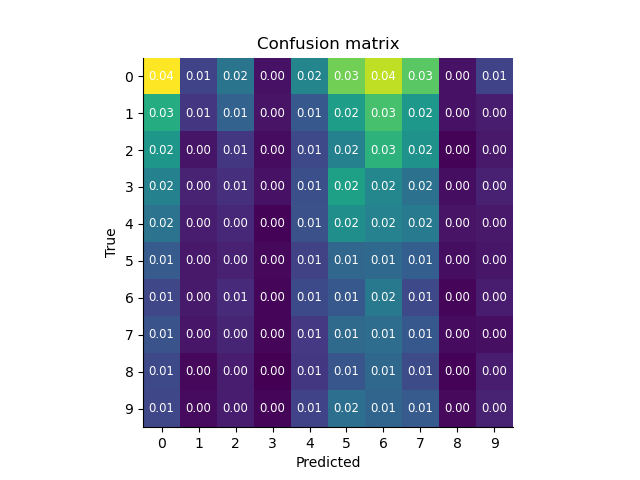 Confusion matrix
0 0.04 0.01 0.02 0.00 0.02 0.03 0.04 0.03 0.00 0.01
1 0.03 0.01 0.01 0.00 0.01 0.02 0.03 0.02 0.00 0.00
2 0.02 0.00 0.01 0.00 0.01 0.02 0.03 0.02 0.00 0.00
3 0.02 0.00 0.01 0.00 0.01 0.02 0.02 0.02 0.00 0.00
4 0.02 0.00 0.00 0.00 0.01 0.02 0.02 0.02 0.00 0.00
True
5 0.01 0.00 0.00 0.00 0.01 0.01 0.01 0.01 0.00 0.00
6 0.01 0.00 0.01 0.00 0.01 0.01 0.02 0.01 0.00 0.00
7 0.01 0.00 0.00 0.00 0.01 0.01 0.01 0.01 0.00 0.00
8 0.01 0.00 0.00 0.00 0.01 0.01 0.01 0.01 0.00 0.00
9 0.01 0.00 0.00 0.00 0.01 0.02 0.01 0.01 0.00 0.00
0 1 2 3 4 5 6 7 8 9
Predicted